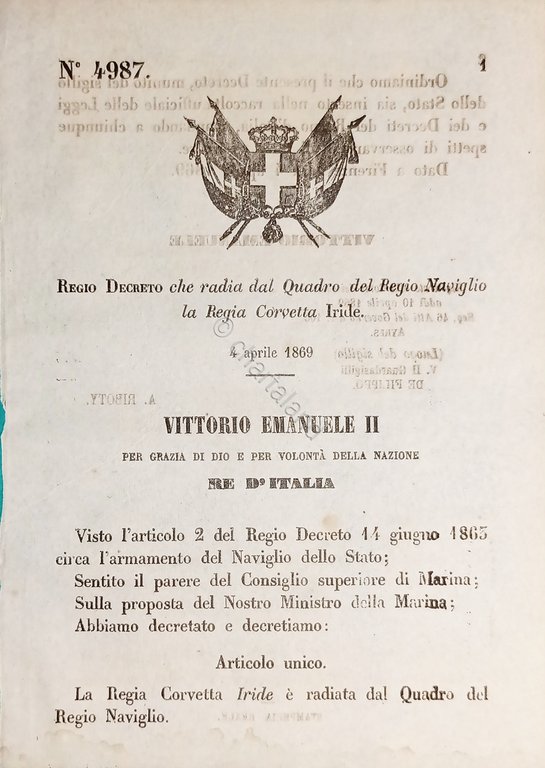 N° 4987.
1
REGIO DECRETO che radia dal Quadro del Regio Naviglio
la Regia Corvetta Iride.
4 aprile 1869
VITTORIO EMANUELE II
PER GRAZIA DI DIO E PER VOLONTÀ DELLA NAZIONE
RE D'ITALIA
Visto l'articolo 2 del Regio Decreto 14 giugno 1863
circa l'armamento del Naviglio dello Stato;
Sentito il parere del Consiglio superiore di Marina;
Sulla proposta del Nostro Ministro della Marina;
Abbiamo decretato e decretiamo:
Articolo unico.
La Regia Corvetta Iride è radiata dal Quadro del
Regio Naviglio.